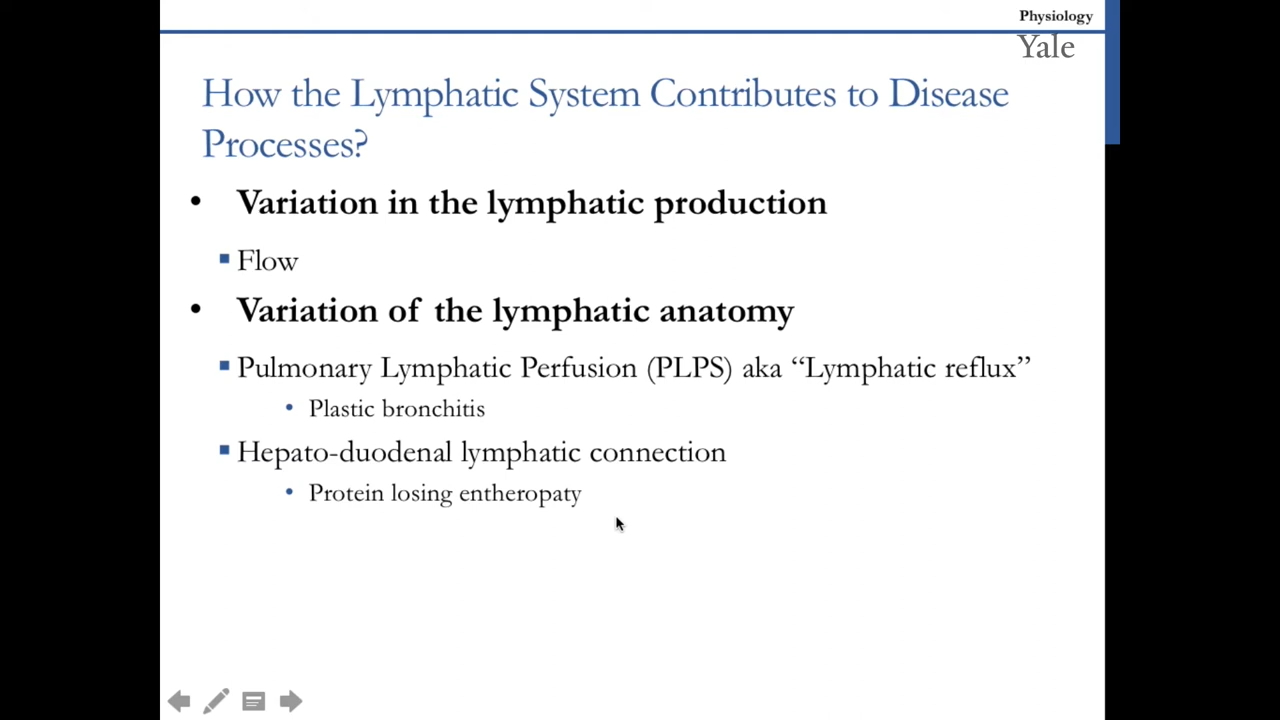 Physiology
Yale
How the Lymphatic System Contributes to Disease
Processes?
• Variation in the lymphatic production
▪ Flow
• Variation of the lymphatic anatomy
▪ Pulmonary Lymphatic Perfusion (PLPS) aka “Lymphatic reflux”
• Plastic bronchitis
▪ Hepato-duodenal lymphatic connection
• Protein losing entheropaty